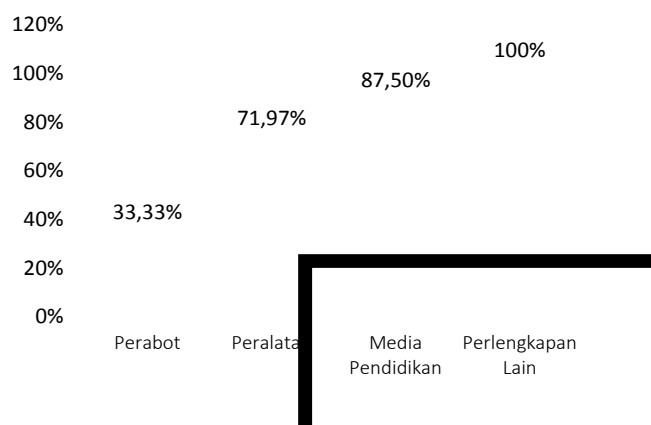 120%
100%
100%
87,50%
80%
71,97%
60%
40%
33,33%
20%
0%
Perabot
Media
Perlengkapan
Pendidikan
Lain